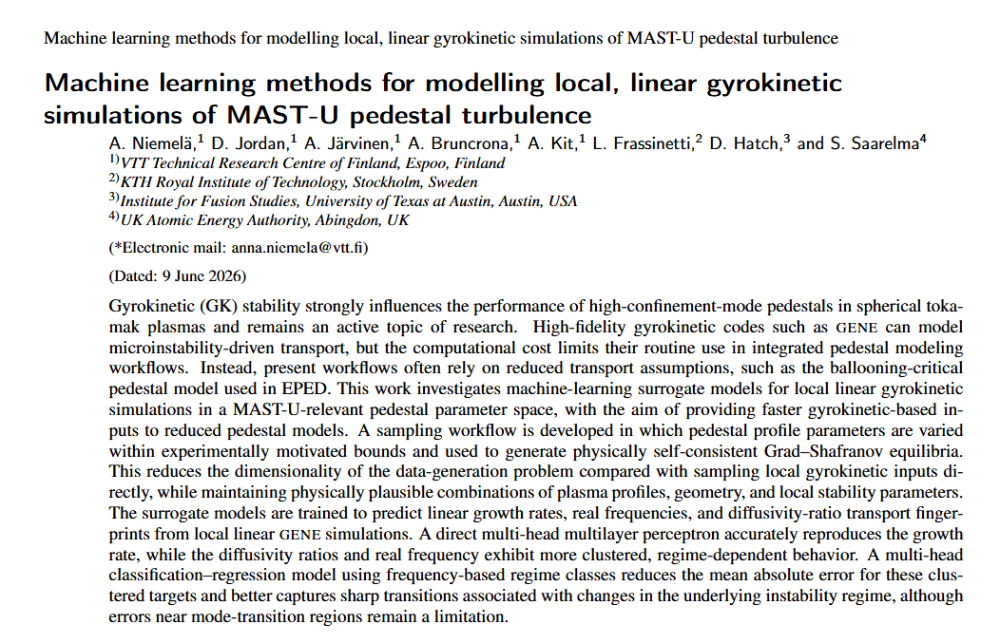 Machine learning methods for modelling local, linear gyrokinetic simulations of MAST-U pedestal turbulence
Machine learning methods for modelling local, linear gyrokinetic
simulations of MAST-U pedestal turbulence
A. Niemelä,1 D. Jordan,1 A. Järvinen,1 A. Bruncrona,1 A. Kit,1 L. Frassinetti,2 D. Hatch,3 and S. Saarelma4
1)VTT Technical Research Centre of Finland, Espoo, Finland
2)KTH Royal Institute of Technology, Stockholm, Sweden
3)Institute for Fusion Studies, University of Texas at Austin, Austin, USA
4)UK Atomic Energy Authority, Abingdon, UK
(*Electronic mail: anna.niemela@vtt.fi)
(Dated: 9 June 2026)
Gyrokinetic (GK) stability strongly influences the performance of high-confinement-mode pedestals in spherical toka-
mak plasmas and remains an active topic of research. High-fidelity gyrokinetic codes such as GENE can model
microinstability-driven transport, but the computational cost limits their routine use in integrated pedestal modeling
workflows. Instead, present workflows often rely on reduced transport assumptions, such as the ballooning-critical
pedestal model used in EPED. This work investigates machine-learning surrogate models for local linear gyrokinetic
simulations in a MAST-U-relevant pedestal parameter space, with the aim of providing faster gyrokinetic-based in-
puts to reduced pedestal models. A sampling workflow is developed in which pedestal profile parameters are varied
within experimentally motivated bounds and used to generate physically self-consistent Grad–Shafranov equilibria.
This reduces the dimensionality of the data-generation problem compared with sampling local gyrokinetic inputs di-
rectly, while maintaining physically plausible combinations of plasma profiles, geometry, and local stability parameters.
The surrogate models are trained to predict linear growth rates, real frequencies, and diffusivity-ratio transport finger-
prints from local linear GENE simulations. A direct multi-head multilayer perceptron accurately reproduces the growth
rate, while the diffusivity ratios and real frequency exhibit more clustered, regime-dependent behavior. A multi-head
classification–regression model using frequency-based regime classes reduces the mean absolute error for these clus-
tered targets and better captures sharp transitions associated with changes in the underlying instability regime, although
errors near mode-transition regions remain a limitation.